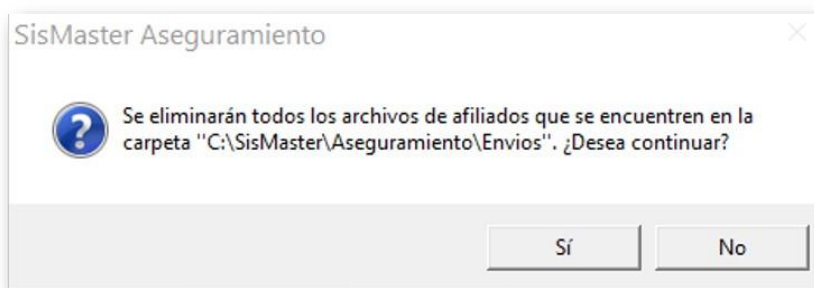 SisMaster Aseguramiento
Se eliminarán todos los archivos de afiliados que se encuentren en la
carpeta "C:\SisMaster\Aseguramiento\Envios". ¿Desea continuar?
Sí
No